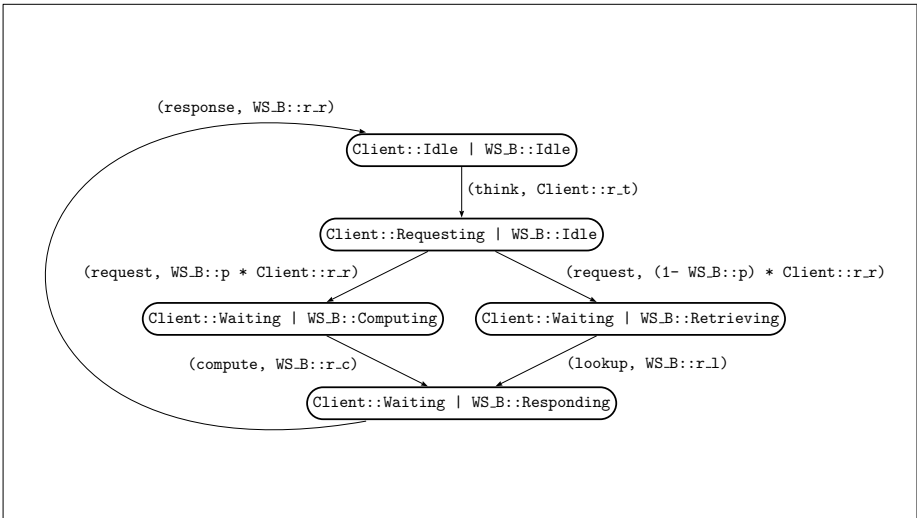 (response, WS_B::r_r)
Client::Idle | WS_B::Idle
(think, Client::r_t)
Client::Requesting | WS_B::Idle
(request, WS_B::p * Client::r_r)
(request, (1- WS_B::p) * Client::r_r)
Client::Waiting | WS_B::Computing
Client::Waiting | WS_B::Retrieving
(compute, WS_B::r_c)
(lookup, WS_B::r_l)
Client::Waiting | WS_B::Responding